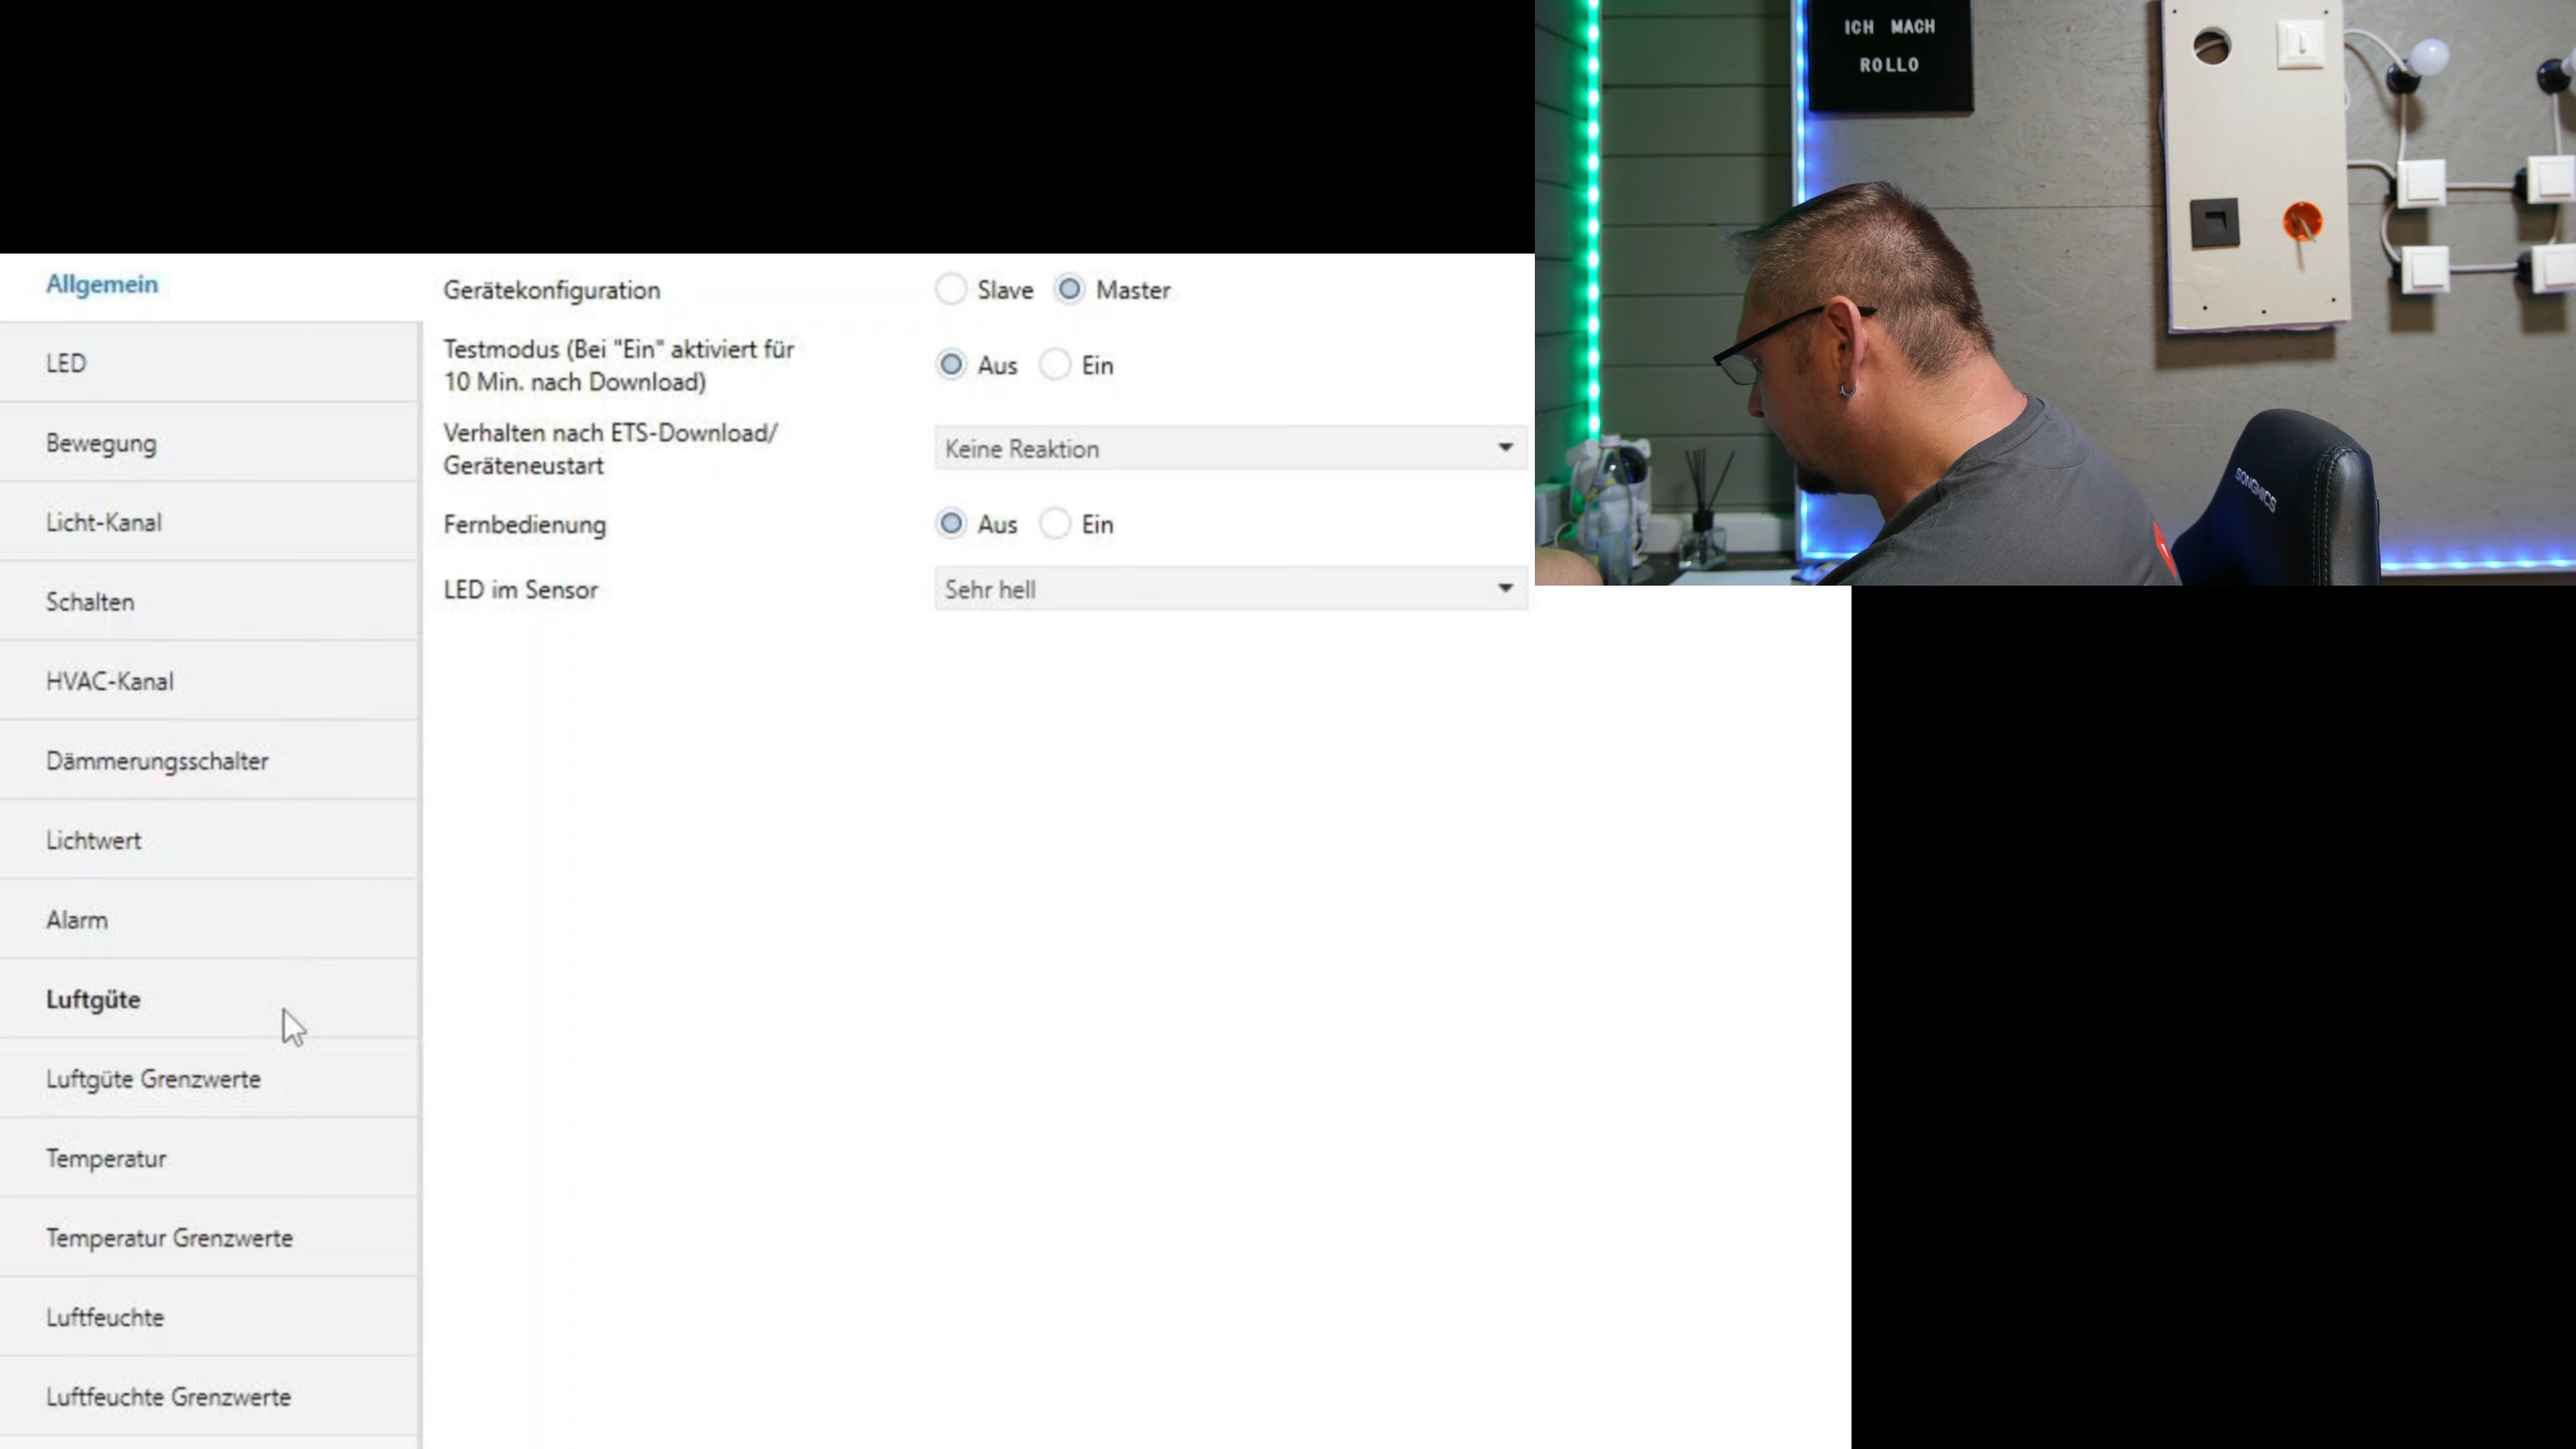 ICH MACH
ROLLO
SONGMICS
Allgemein
LED
Bewegung
Licht-Kanal
Schalten
HVAC-Kanal
Dämmerungsschalter
Lichtwert
Alarm
Luftgüte
Luftgüte Grenzwerte
Temperatur
Temperatur Grenzwerte
Luftfeuchte
Luftfeuchte Grenzwerte
Gerätekonfiguration
Slave Master
Testmodus (Bei "Ein" aktiviert für
10 Min. nach Download)
Aus Ein
Verhalten nach ETS-Download/
Geräteneustart
Keine Reaktion
Fernbedienung
Aus Ein
LED im Sensor
Sehr hell